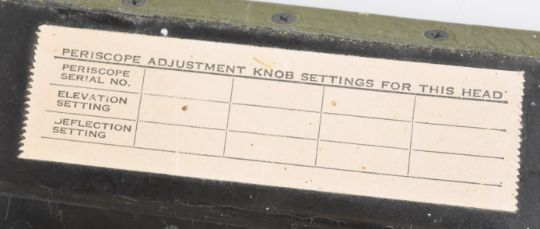 PERISCOPE ADJUSTMENT KNOB SETTINGS FOR THIS HEAD
PERISCOPE
SERIAL NO.
ELEVATION
SETTING
DEFLECTION
SETTING